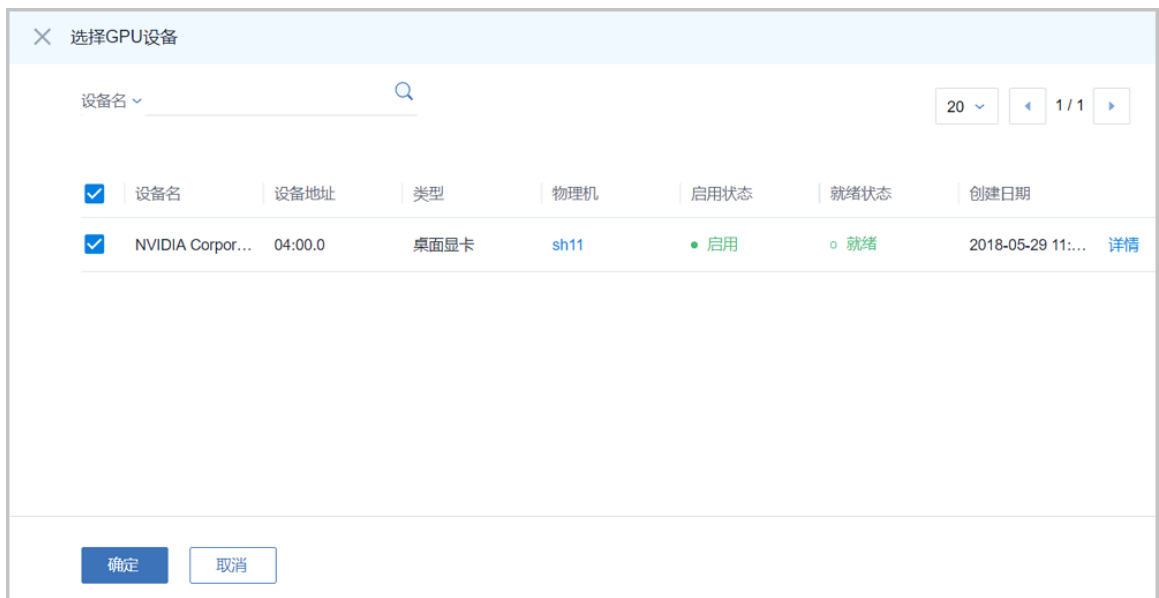 选择GPU设备
设备名
20 1 / 1
设备名 设备地址 类型 物理机 启用状态 就绪状态 创建日期
NVIDIA Corpor... 04:00.0 桌面显卡 sh11 启用 就绪 2018-05-29 11:... 详情
确定 取消